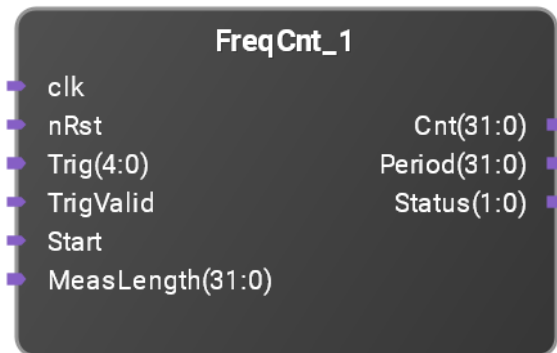 FreqCnt_1
clk
nRst
Cnt(31:0)
Trig(4:0)
Period(31:0)
TrigValid
Status(1:0)
Start
MeasLength(31:0)